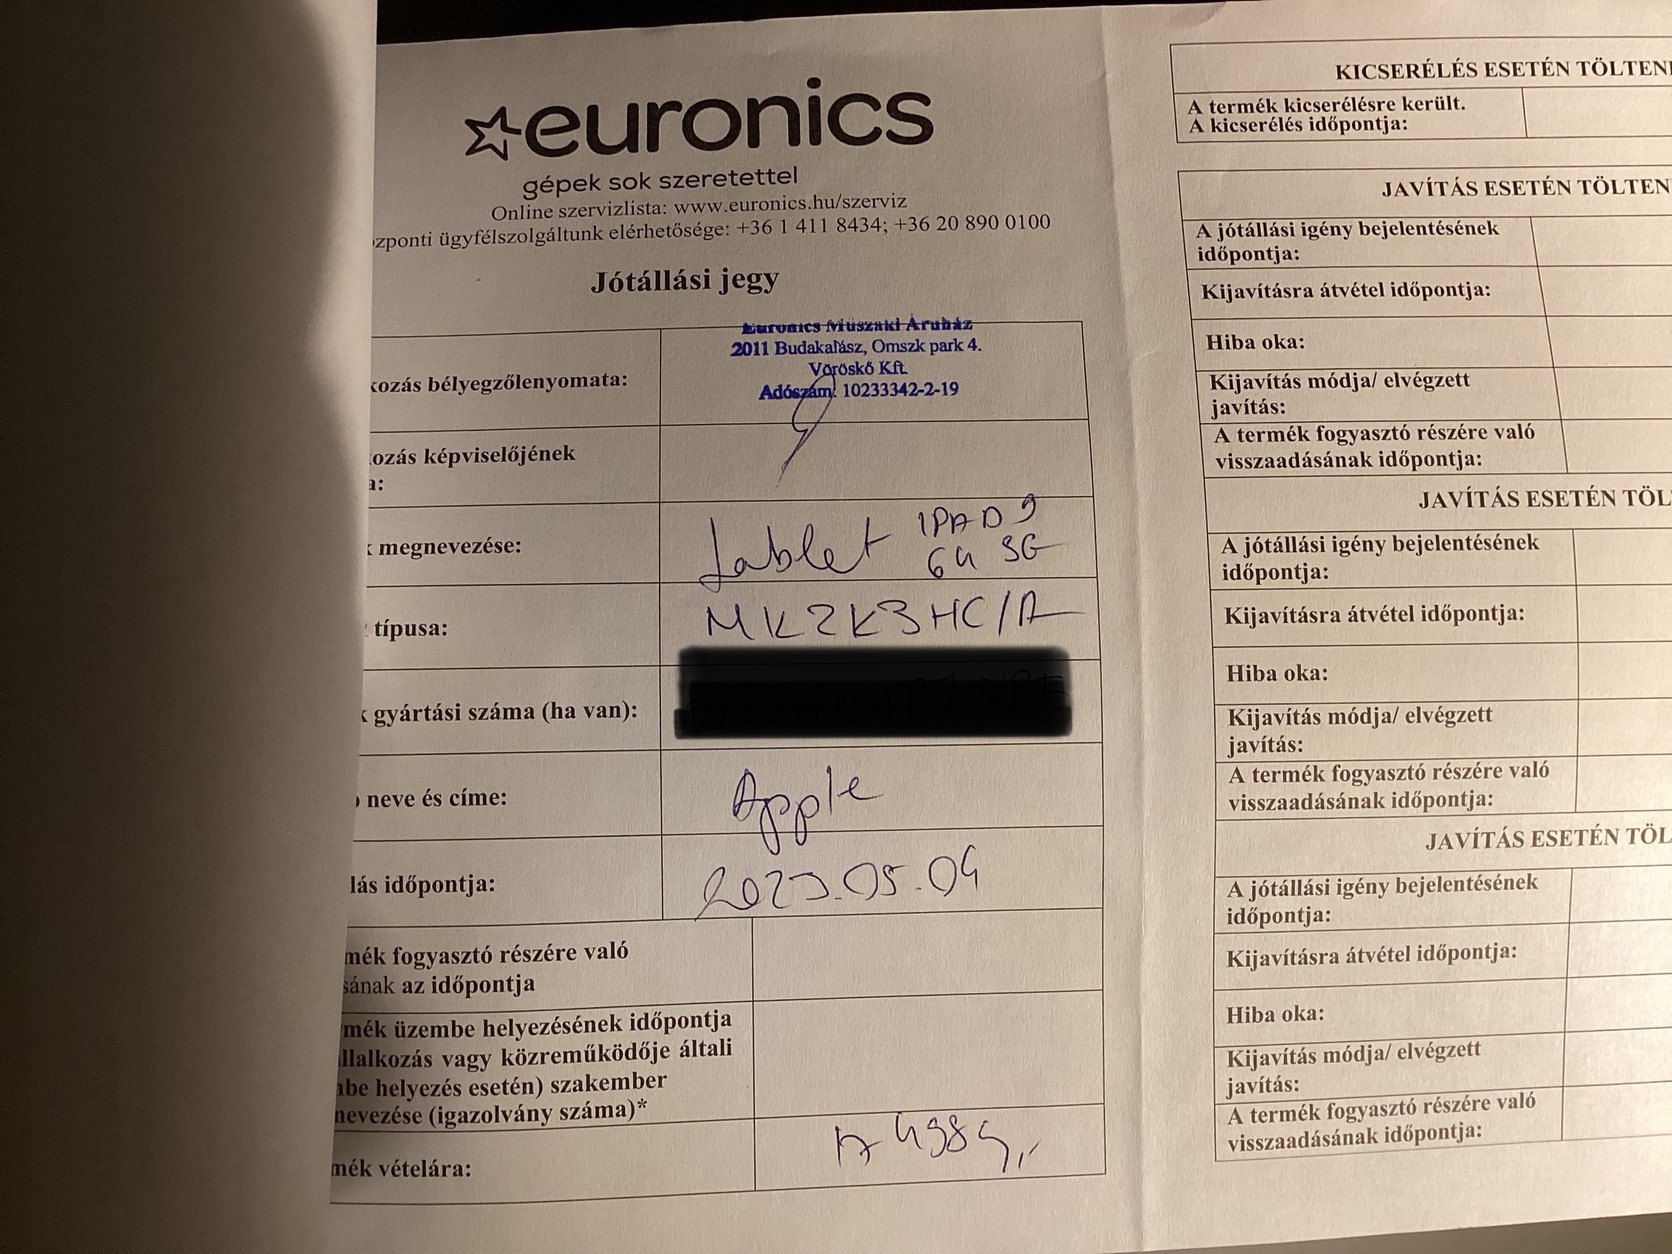 euronics
gépek sok szeretettel
Online szervizlista: www.euronics.hu/szerviz
zponti ügyfélszolgáltunk elérhetősége: +36 1 411 8434; +36 20 890 0100
Jótállási jegy
kozás bélyegzőlenyomata:
Euronics Műszaki Áruház
2011 Budakalász, Omszk park 4.
Vöröskő Kft.
Adószám: 10233342-2-19
ozás képviselőjének
a:
k megnevezése:
Tablet IPAD 9
64 SG
típusa:
MK2K3HC/A
k gyártási száma (ha van):
neve és címe:
Apple
lás időpontja:
2023.05.04
mék fogyasztó részére való
sának az időpontja
mék üzembe helyezésének időpontja
llalkozás vagy közreműködője általi
be helyezés esetén) szakember
nevezése (igazolvány száma)*
mék vételára:
KICSERÉLÉS ESETÉN TÖLTEN
A termék kicserélésre került.
A kicserélés időpontja:
JAVÍTÁS ESETÉN TÖLTEN
A jótállási igény bejelentésének
időpontja:
Kijavításra átvétel időpontja:
Hiba oka:
Kijavítás módja/ elvégzett
javítás:
A termék fogyasztó részére való
visszaadásának időpontja:
JAVÍTÁS ESETÉN TÖL
A jótállási igény bejelentésének
időpontja:
Kijavításra átvétel időpontja:
Hiba oka:
Kijavítás módja/ elvégzett
javítás:
A termék fogyasztó részére való
visszaadásának időpontja:
JAVÍTÁS ESETÉN TÖL
A jótállási igény bejelentésének
időpontja:
Kijavításra átvétel időpontja:
Hiba oka:
Kijavítás módja/ elvégzett
javítás:
A termék fogyasztó részére való
visszaadásának időpontja: